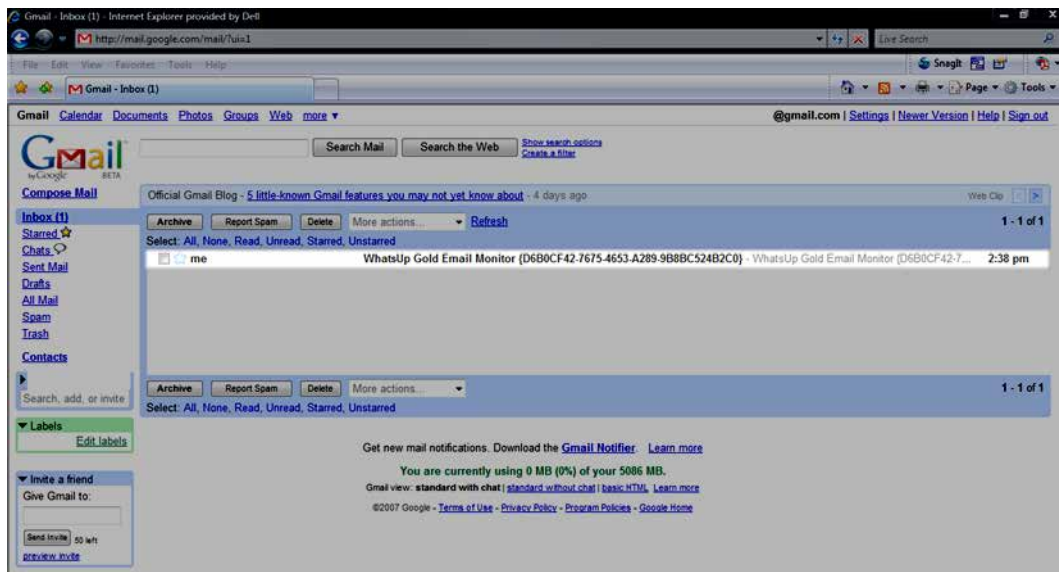 Gmail - Inbox (1) - Internet Explorer provided by Dell
http://mail.google.com/mail/?ui=1
Live Search
File Edit View Favorites Tools Help
SnagIt
Gmail - Inbox (1)
Page Tools
Gmail Calendar Documents Photos Groups Web more ▼
@gmail.com | Settings | Newer Version | Help | Sign out
Gmail
by Google BETA
Search Mail Search the Web
Show search options
Create a filter
Compose Mail
Official Gmail Blog - 5 little-known Gmail features you may not yet know about - 4 days ago
Web Clip < >
Inbox (1)
Starred
Chats
Sent Mail
Drafts
All Mail
Spam
Trash
Contacts
Search, add, or invite
Archive Report Spam Delete More actions... Refresh 1 - 1 of 1
Select: All, None, Read, Unread, Starred, Unstarred
me WhatsUp Gold Email Monitor {D6B0CF42-7675-4653-A289-9B8BC524B2C0} - WhatsUp Gold Email Monitor {D6B0CF42-7... 2:38 pm
Archive Report Spam Delete More actions... 1 - 1 of 1
Select: All, None, Read, Unread, Starred, Unstarred
▼ Labels
Edit labels
▼ Invite a friend
Give Gmail to:
Send Invite 50 left
preview invite
Get new mail notifications. Download the Gmail Notifier. Learn more
You are currently using 0 MB (0%) of your 5086 MB.
Gmail view: standard with chat | standard without chat | basic HTML Learn more
©2007 Google - Terms of Use - Privacy Policy - Program Policies - Google Home